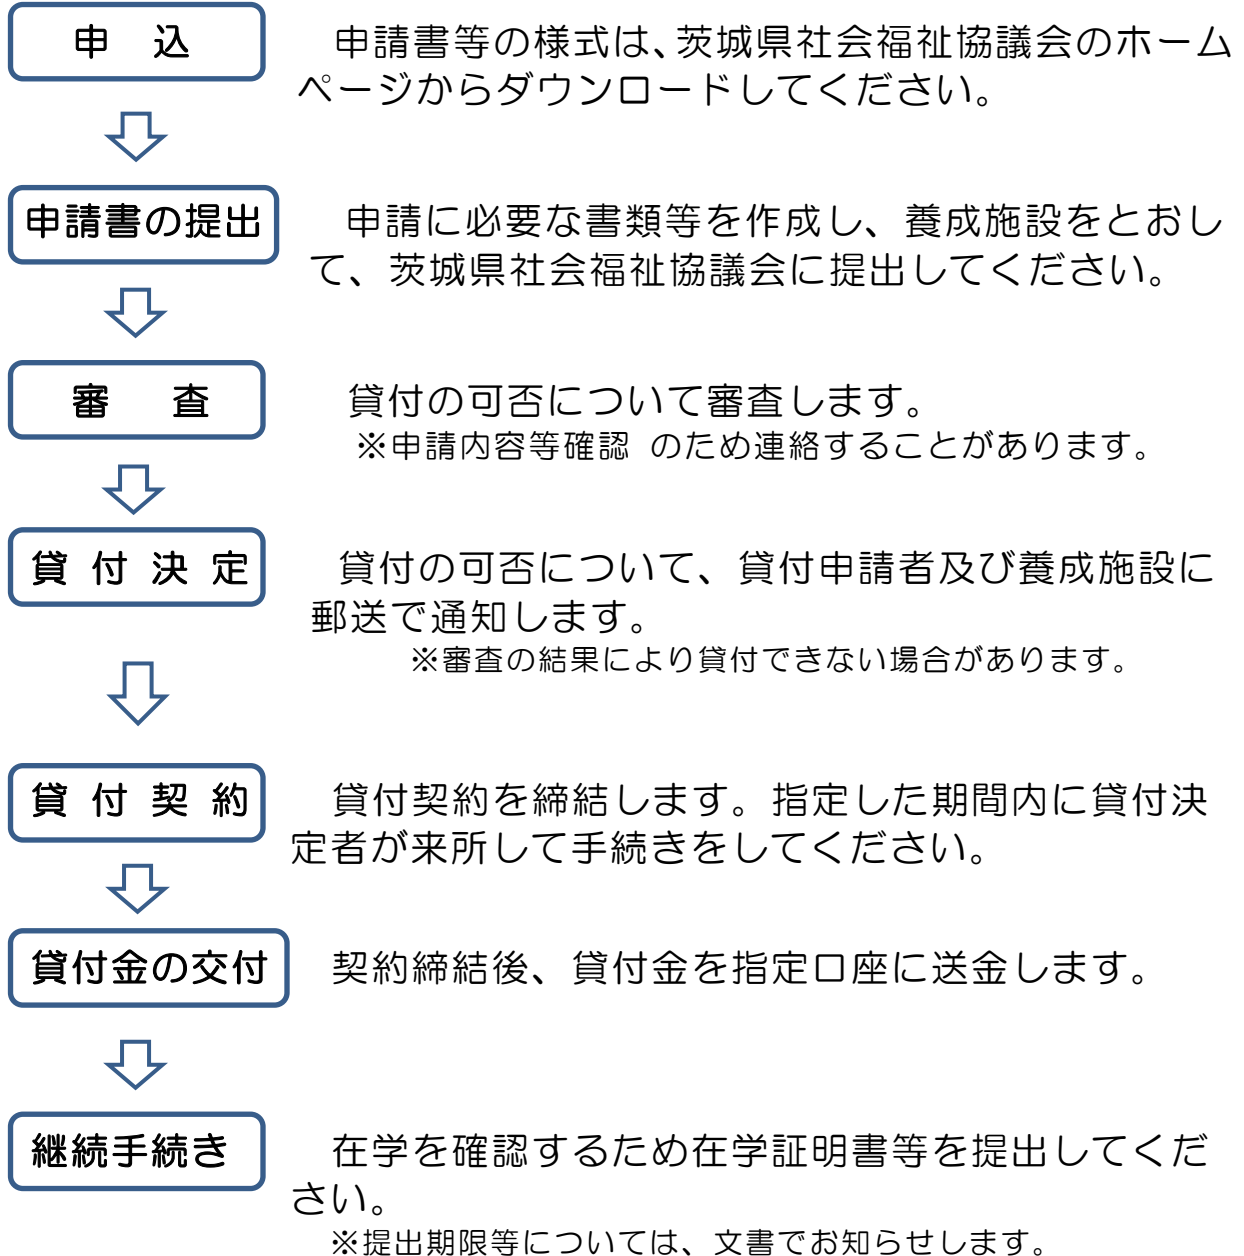 申　込
申請書等の様式は、茨城県社会福祉協議会のホーム
ページからダウンロードしてください。
申請書の提出
申請に必要な書類等を作成し、養成施設をとおし
て、茨城県社会福祉協議会に提出してください。
審　査
貸付の可否について審査します。
※申請内容等確認 のため連絡することがあります。
貸 付 決 定
貸付の可否について、貸付申請者及び養成施設に
郵送で通知します。
※審査の結果により貸付できない場合があります。
貸 付 契 約
貸付契約を締結します。指定した期間内に貸付決
定者が来所して手続きをしてください。
貸付金の交付
契約締結後、貸付金を指定口座に送金します。
継続手続き
在学を確認するため在学証明書等を提出してくだ
さい。
※提出期限等については、文書でお知らせします。